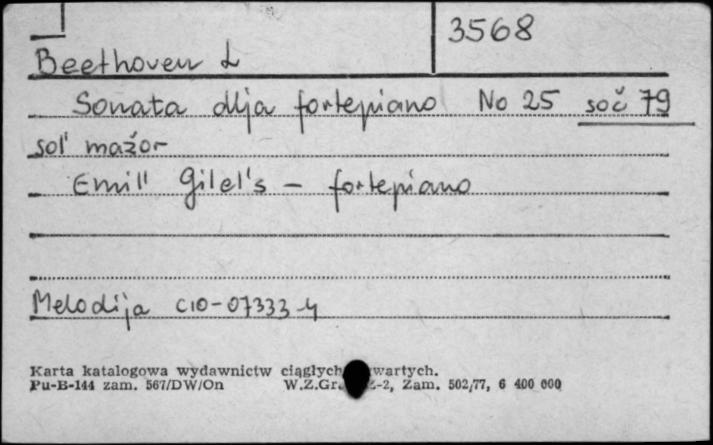 3568
Beethoven L
Sonata dlja fortepiano No 25 soč 79
sol' mažor
Emil' Gilel's – fortepiano
Melodija C10-07333-4
Karta katalogowa wydawnictw ciągłych wartych.
Pu-B-144 zam. 567/DW/On W.Z.Gr -2, Zam. 502/77, 6 400 000